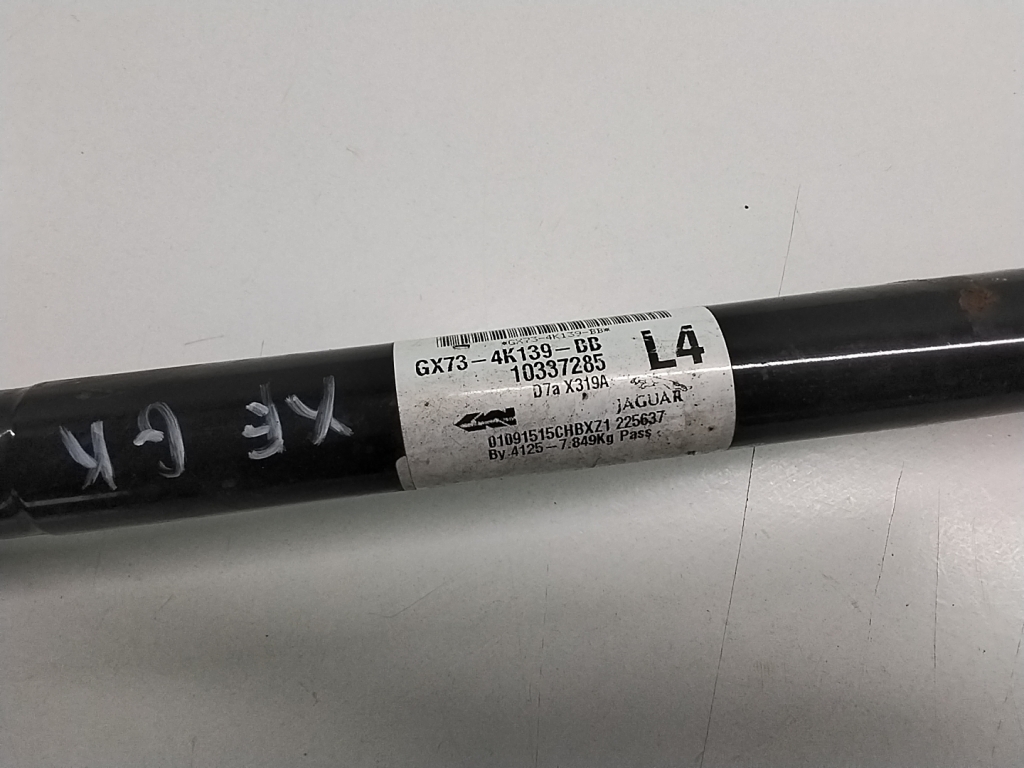 *GX73-4K139-BB*
GX73-4K139-BB
10337285
L4
D7a X319A
JAGUAR
01091515CHBXZ1 225637
By.4125-7.849Kg Pass
XF GK